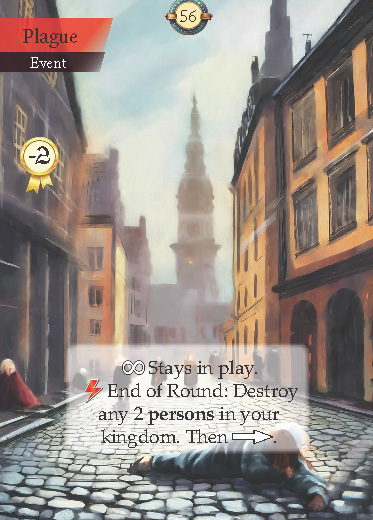 56
Plague
Event
-2
∞ Stays in play.
End of Round: Destroy
any 2 persons in your
kingdom. Then ⇨.